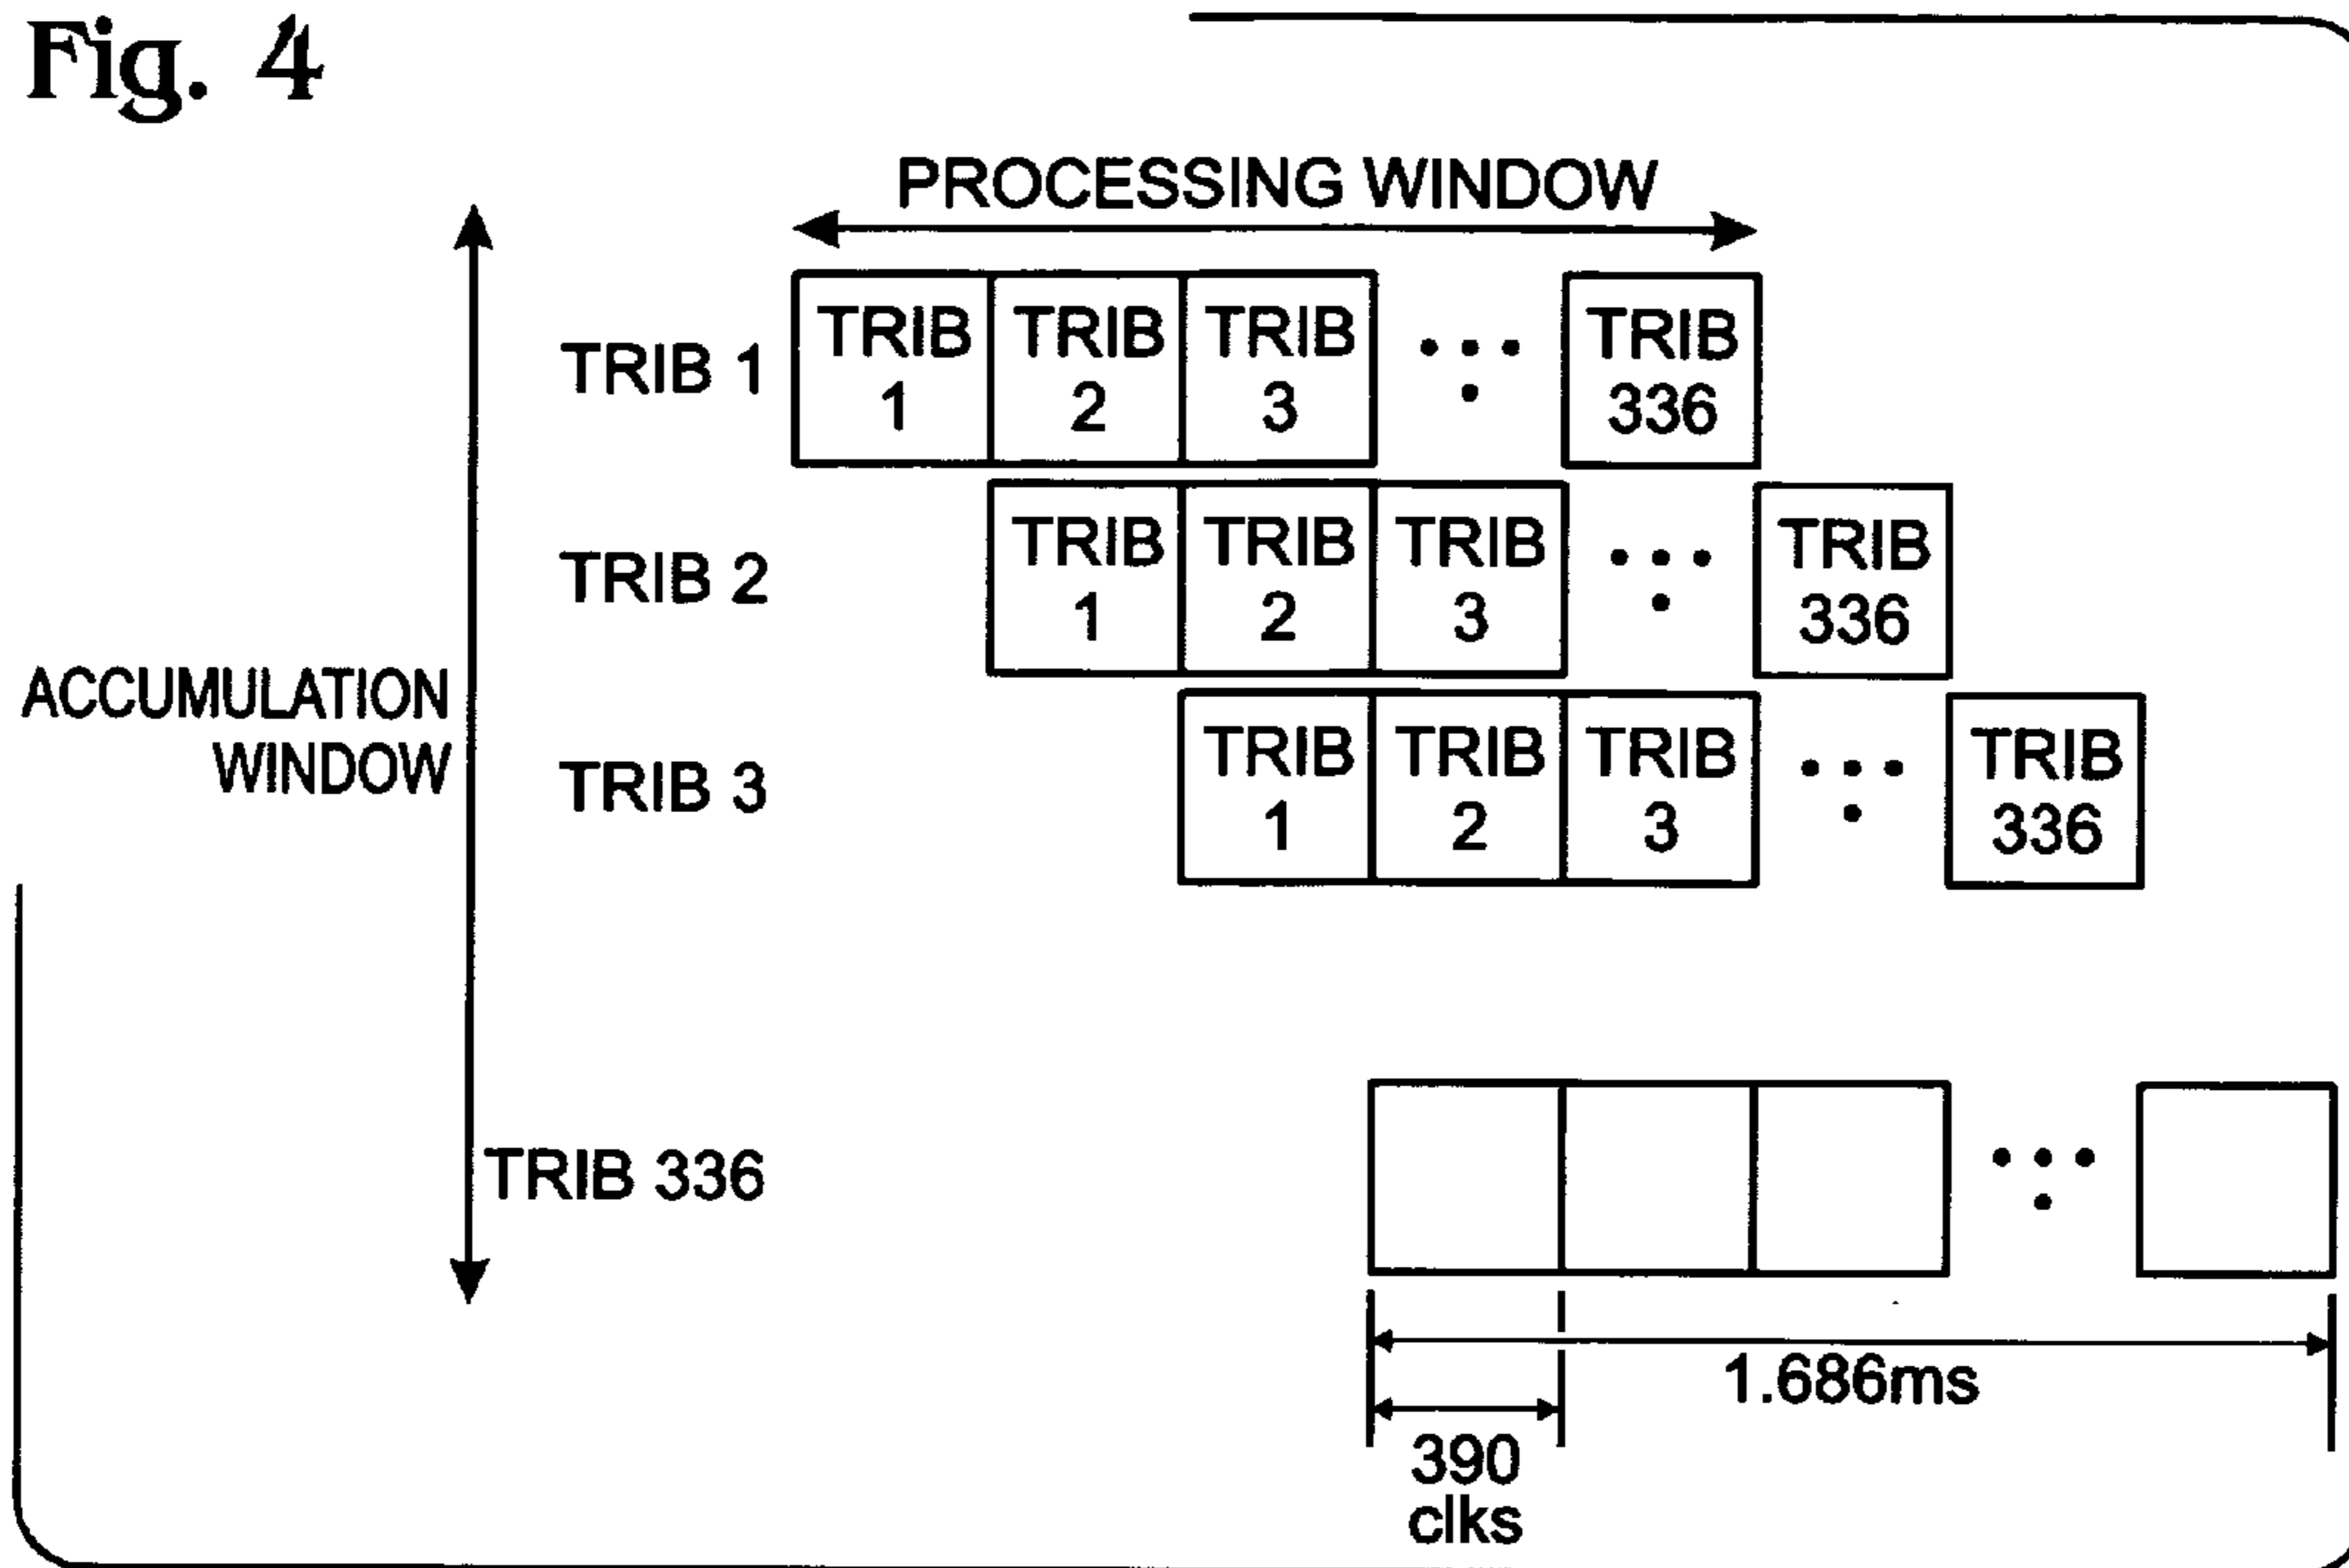 Fig. 4
PROCESSING WINDOW
TRIB 1
TRIB
1
TRIB
2
TRIB
3
TRIB
336
TRIB 2
TRIB
1
TRIB
2
TRIB
3
TRIB
336
ACCUMULATION
WINDOW
TRIB 3
TRIB
1
TRIB
2
TRIB
3
TRIB
336
TRIB 336
1.686ms
390
clks